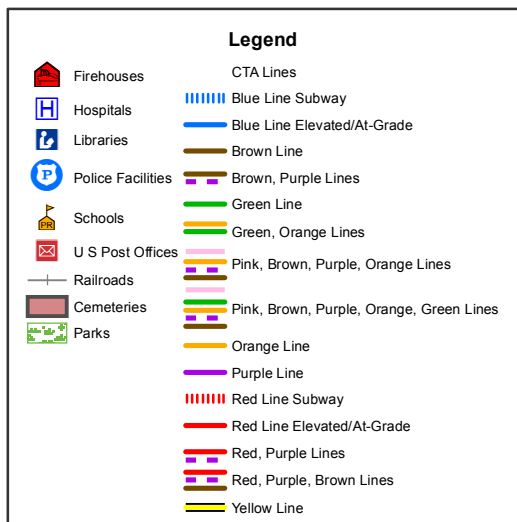 Legend
Firehouses
H
Hospitals
Libraries
P
Police Facilities
PR
Schools
U S Post Offices
Railroads
Cemeteries
Parks
CTA Lines
Blue Line Subway
Blue Line Elevated/At-Grade
Brown Line
Brown, Purple Lines
Green Line
Green, Orange Lines
Pink, Brown, Purple, Orange Lines
Pink, Brown, Purple, Orange, Green Lines
Orange Line
Purple Line
Red Line Subway
Red Line Elevated/At-Grade
Red, Purple Lines
Red, Purple, Brown Lines
Yellow Line